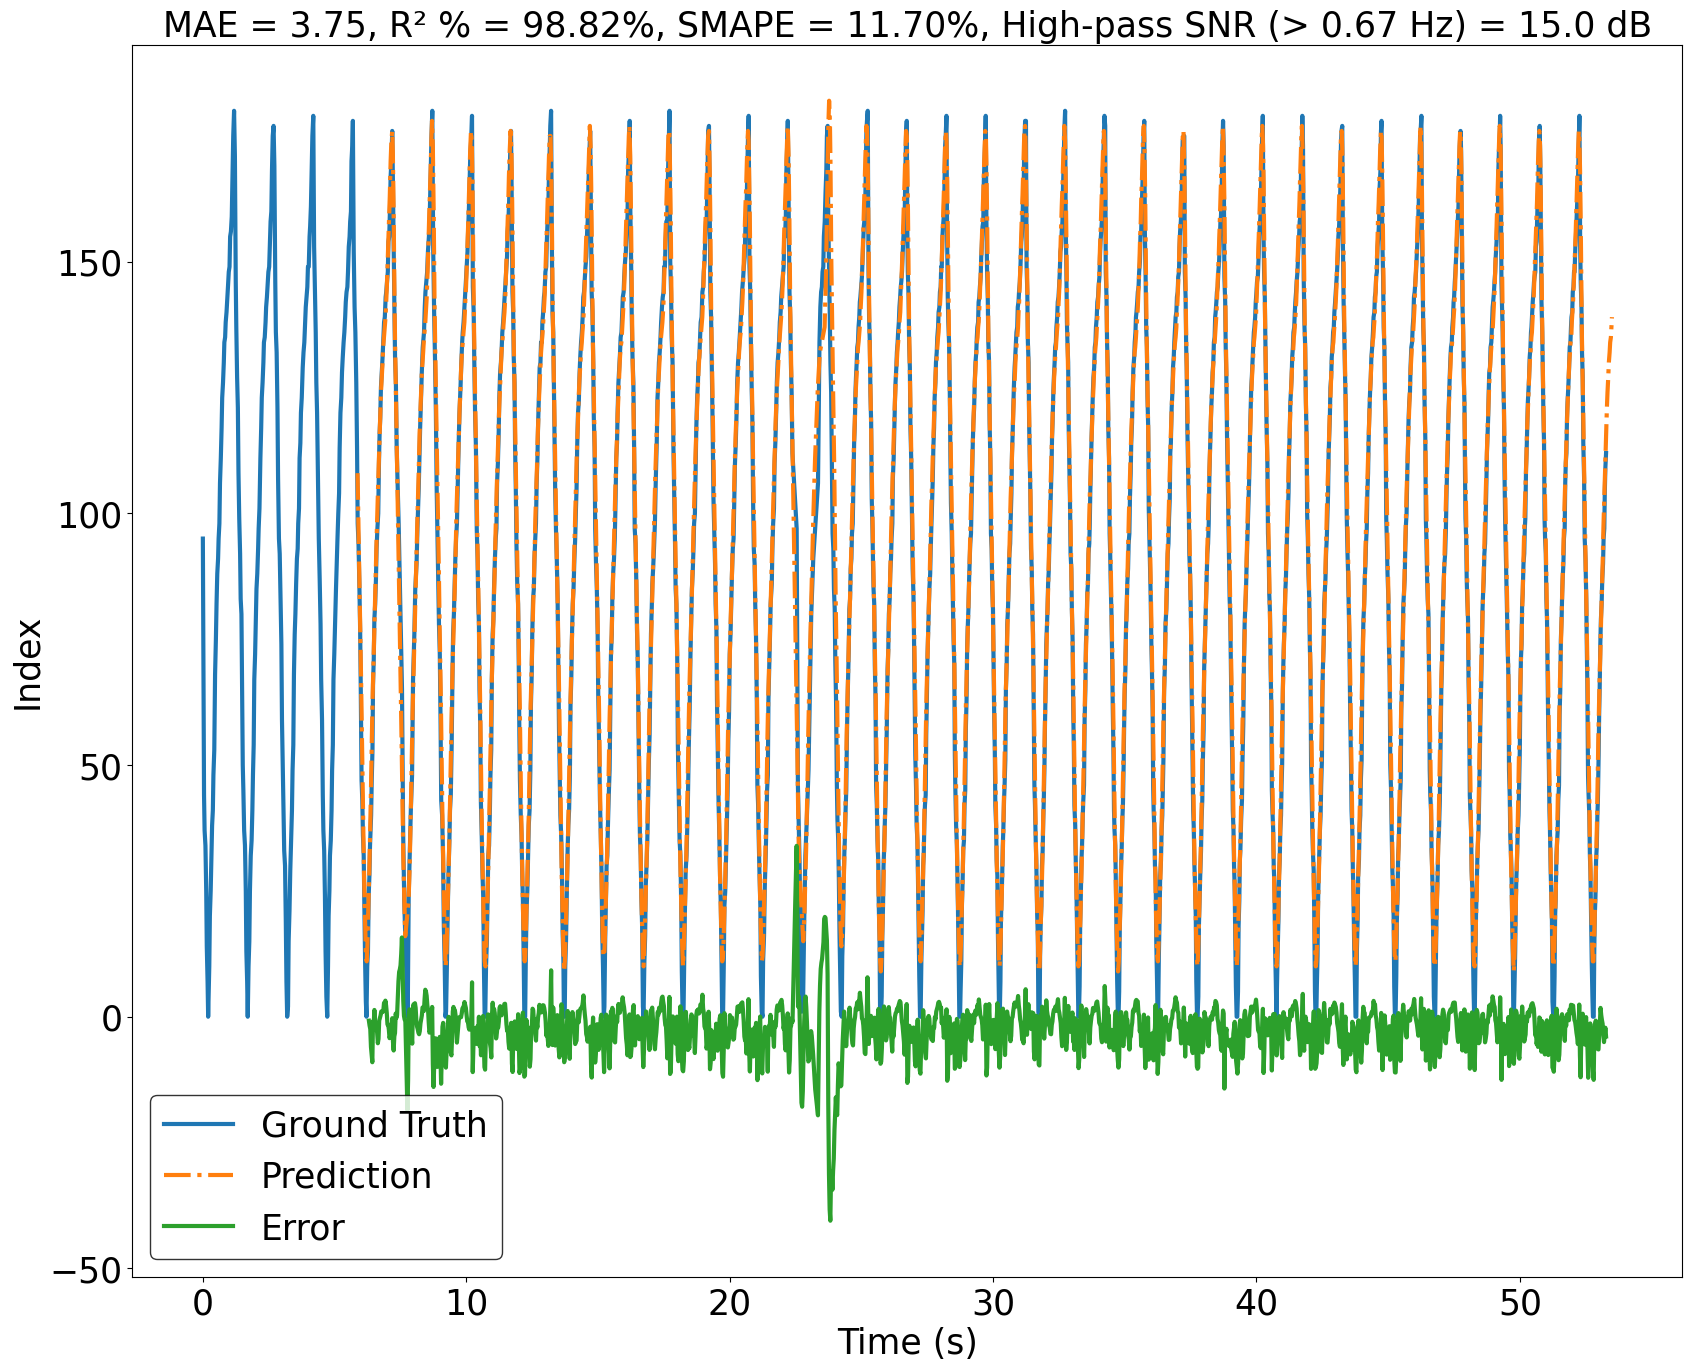 MAE = 3.75, R² % = 98.82%, SMAPE = 11.70%, High-pass SNR (> 0.67 Hz) = 15.0 dB
150
100
50
0
−50
Index
Ground Truth
Prediction
Error
0 10 20 30 40 50
Time (s)